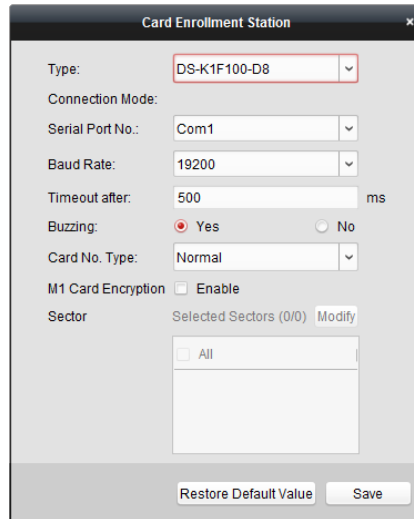 Card Enrollment Station ×
Type: DS-K1F100-D8
Connection Mode:
Serial Port No.: Com1
Baud Rate: 19200
Timeout after: 500 ms
Buzzing: Yes No
Card No. Type: Normal
M1 Card Encryption Enable
Sector Selected Sectors (0/0) Modify
All
Restore Default Value Save